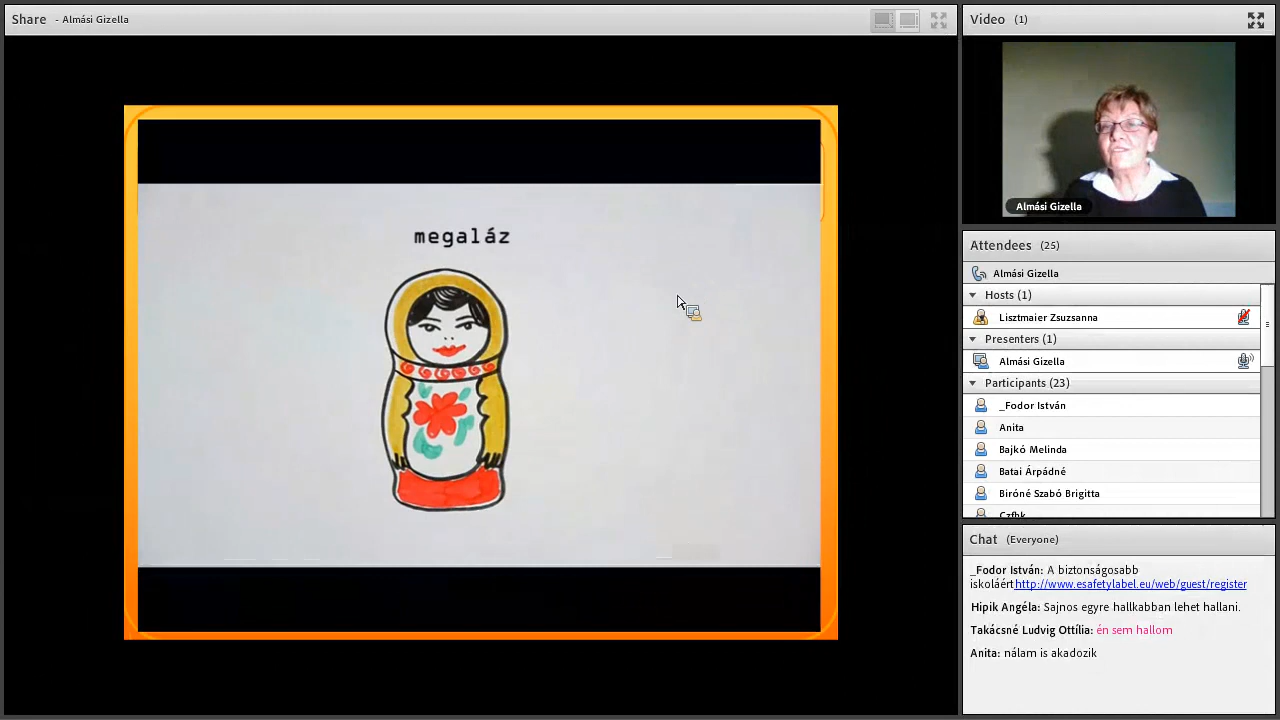 Share - Almási Gizella
megaláz
Video (1)
Almási Gizella
Attendees (25)
Almási Gizella
Hosts (1)
Lisztmaier Zsuzsanna
Presenters (1)
Almási Gizella
Participants (23)
_Fodor István
Anita
Bajkó Melinda
Batai Árpádné
Biróné Szabó Brigitta
Czfbk
Chat (Everyone)
_Fodor István: A biztonságosabb
iskoláért http://www.esafetylabel.eu/web/guest/register
Hipik Angéla: Sajnos egyre hallkabban lehet hallani.
Takácsné Ludvig Ottília: én sem hallom
Anita: nálam is akadozik